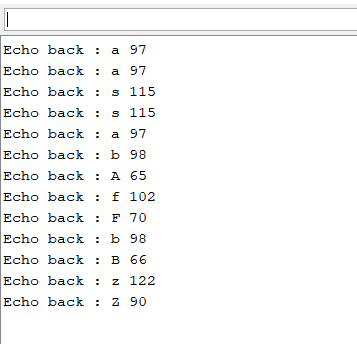 Echo back : a 97
Echo back : a 97
Echo back : s 115
Echo back : s 115
Echo back : a 97
Echo back : b 98
Echo back : A 65
Echo back : f 102
Echo back : F 70
Echo back : b 98
Echo back : B 66
Echo back : z 122
Echo back : Z 90